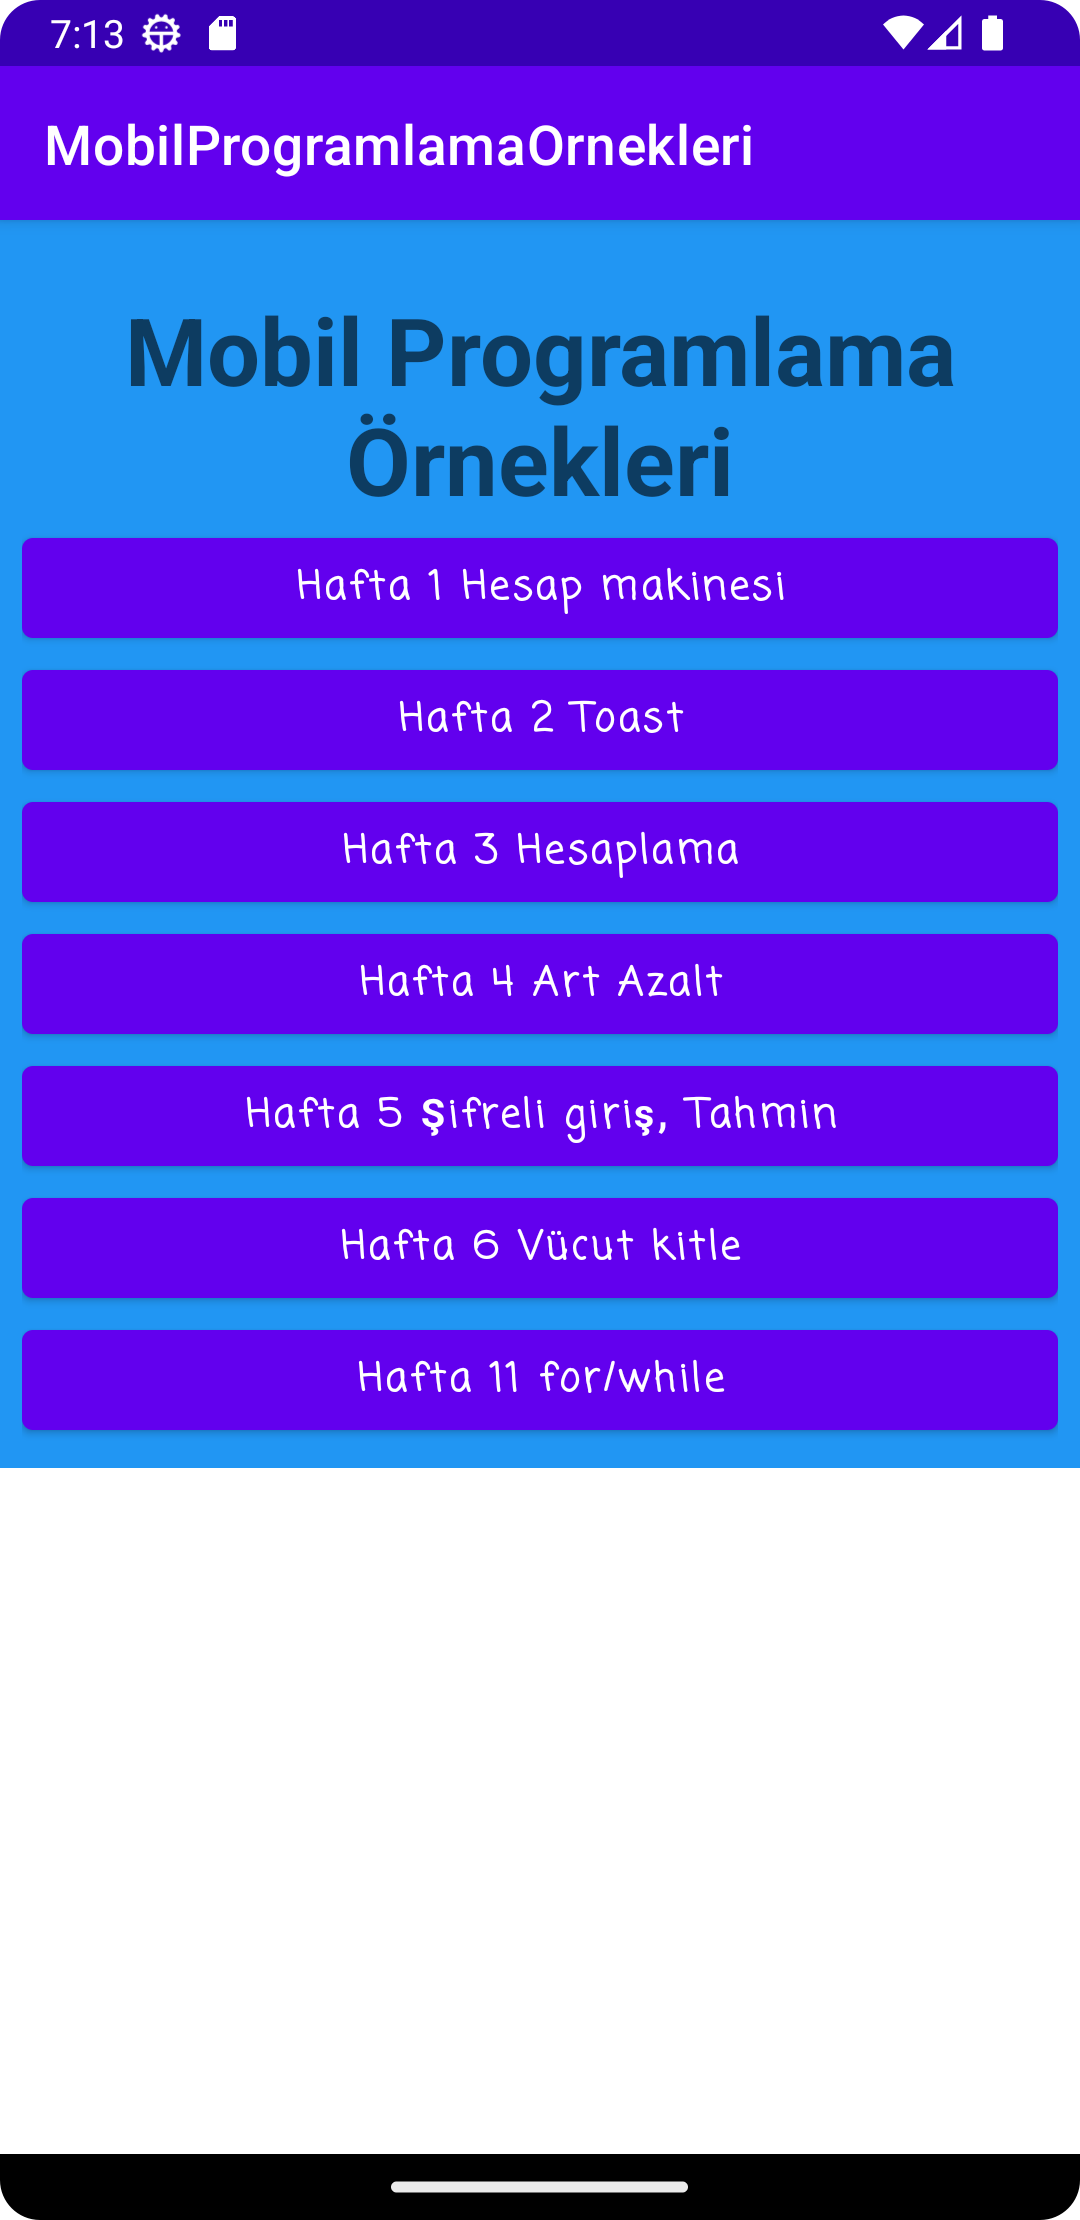 7:13
MobilProgramlamaOrnekleri
Mobil Programlama
Örnekleri
Hafta 1 Hesap makinesi
Hafta 2 Toast
Hafta 3 Hesaplama
Hafta 4 Art Azalt
Hafta 5 Şifreli giriş, Tahmin
Hafta 6 Vücut kitle
Hafta 11 for/while